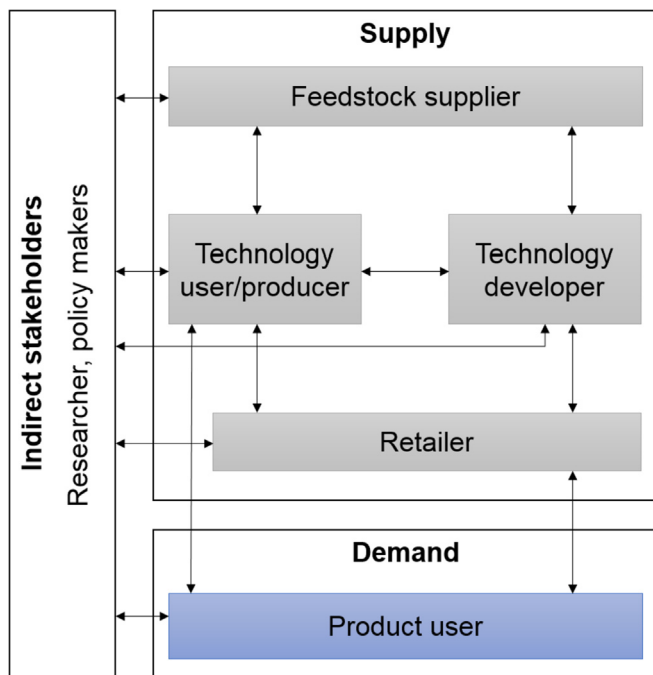 Indirect stakeholders
Researcher, policy makers
Supply
Feedstock supplier
Technology
user/producer
Technology
developer
Retailer
Demand
Product user